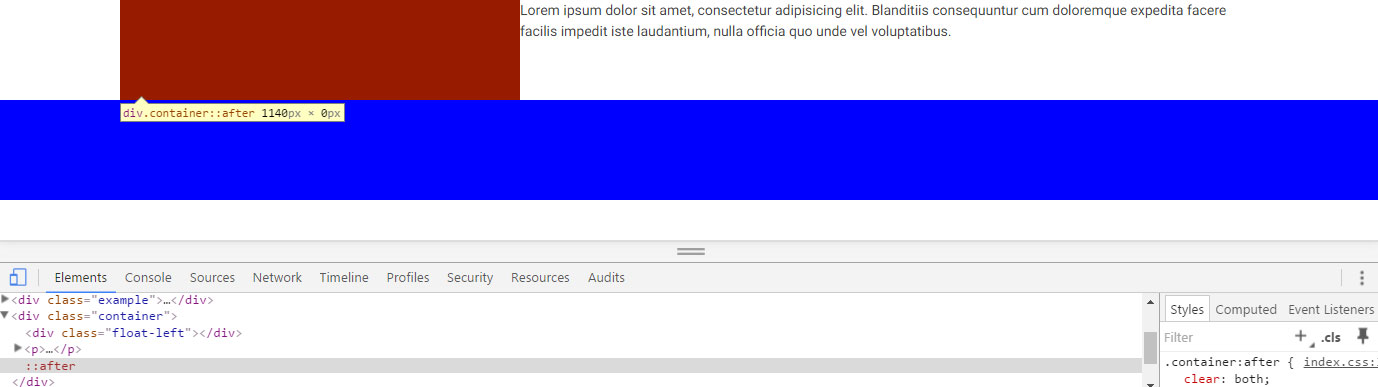 Lorem ipsum dolor sit amet, consectetur adipisicing elit. Blanditiis consequuntur cum doloremque expedita facere
facilis impedit iste laudantium, nulla officia quo unde vel voluptatibus.
div.container::after 1140px × 0px
Elements Console Sources Network Timeline Profiles Security Resources Audits
<div class="example">…</div>
<div class="container">
<div class="float-left"></div>
<p>…</p>
::after
</div>
Styles Computed Event Listeners
Filter + .cls
.container:after { index.css:
clear: both;